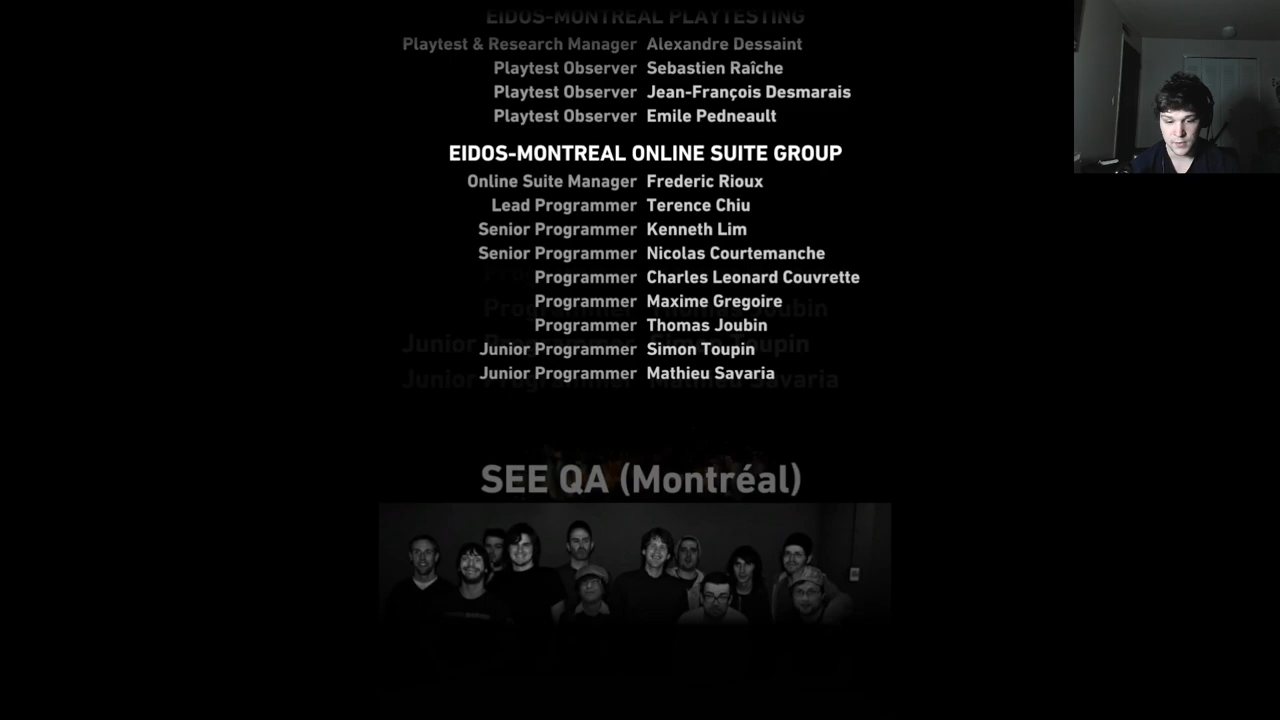 EIDOS-MONTREAL PLAYTESTING
Playtest & Research Manager Alexandre Dessaint
Playtest Observer Sebastien Raîche
Playtest Observer Jean-François Desmarais
Playtest Observer Emile Pedneault
EIDOS-MONTREAL ONLINE SUITE GROUP
Online Suite Manager Frederic Rioux
Lead Programmer Terence Chiu
Senior Programmer Kenneth Lim
Senior Programmer Nicolas Courtemanche
Programmer Charles Leonard Couvrette
Programmer Maxime Gregoire
Programmer Thomas Joubin
Junior Programmer Simon Toupin
Junior Programmer Mathieu Savaria
SEE QA (Montréal)